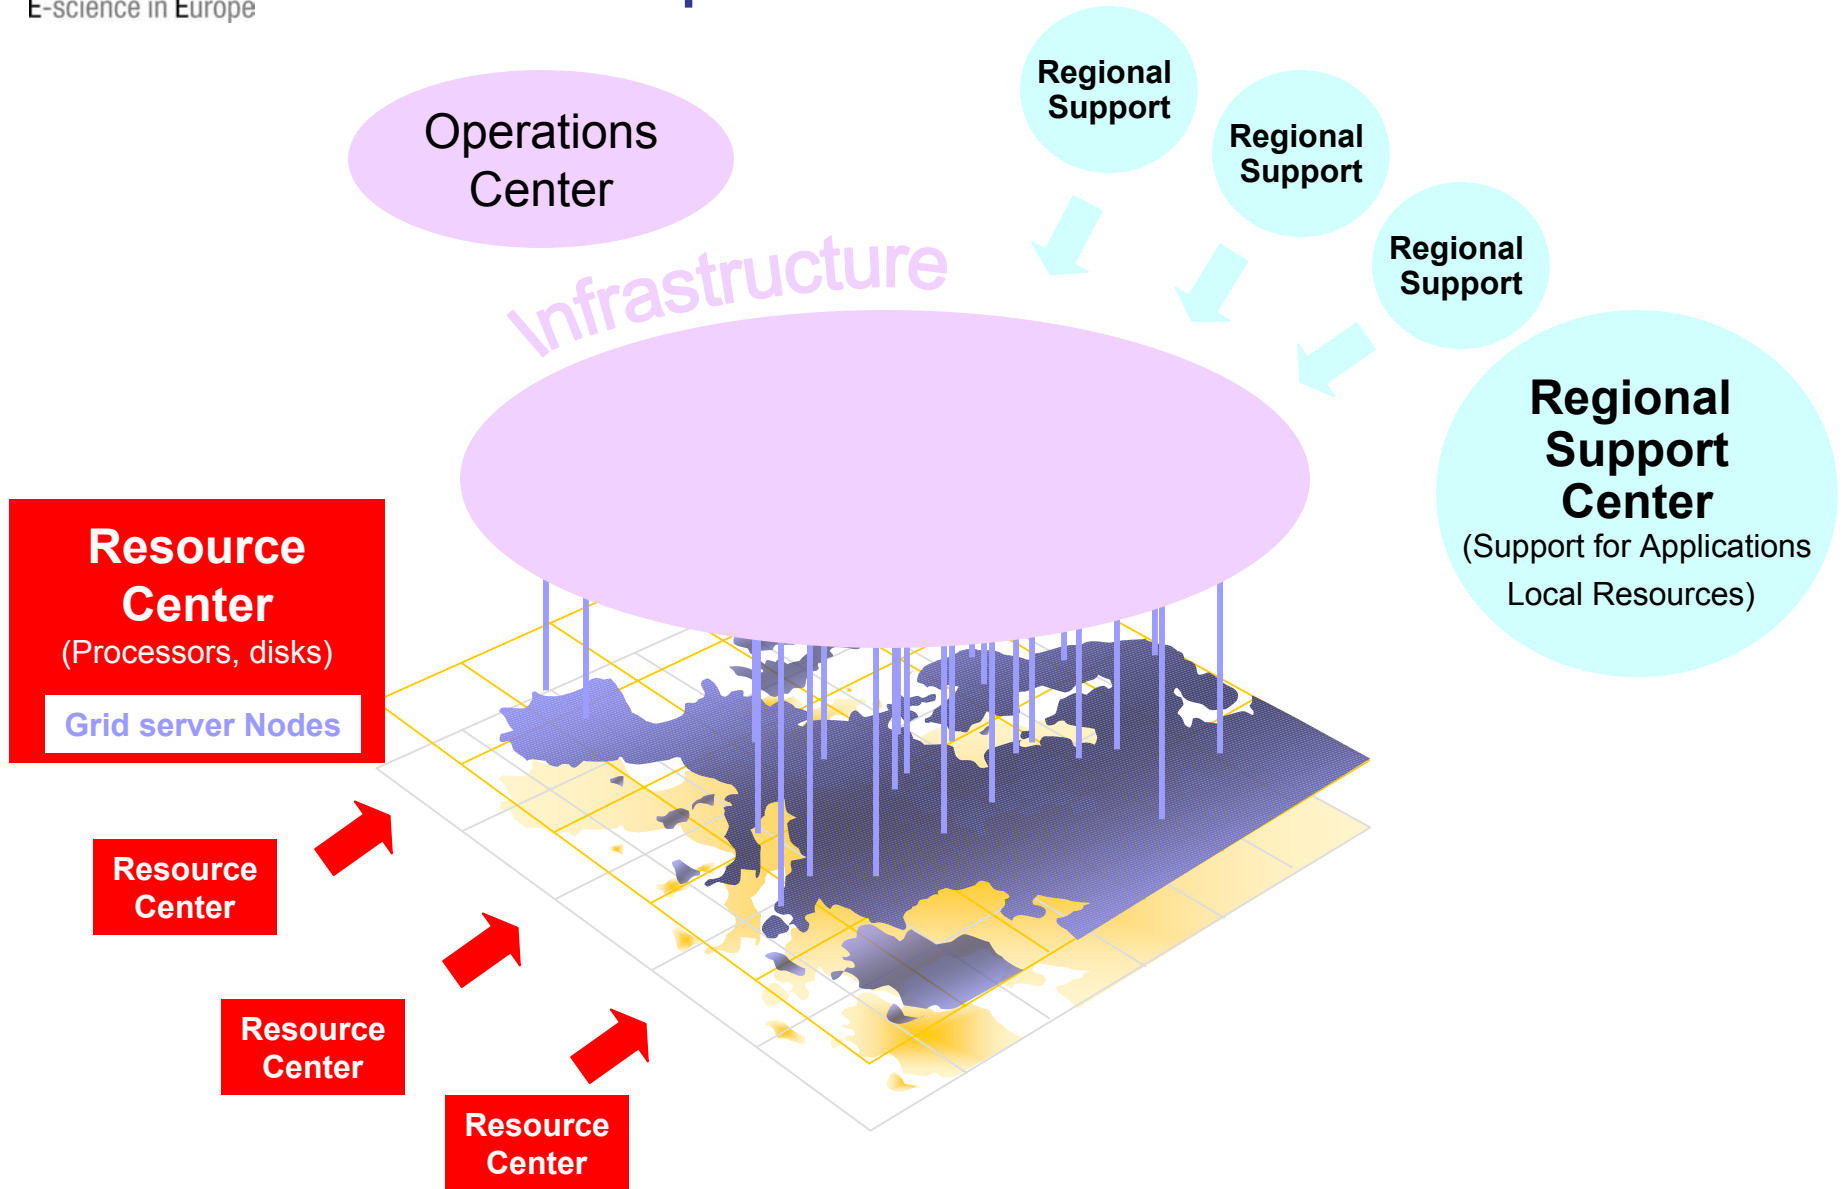 E-science in Europe
Operations
Center
Infrastructure
Regional
Support
Regional
Support
Regional
Support
Regional
Support
Center
(Support for Applications
Local Resources)
Resource
Center
(Processors, disks)
Grid server Nodes
Resource
Center
Resource
Center
Resource
Center